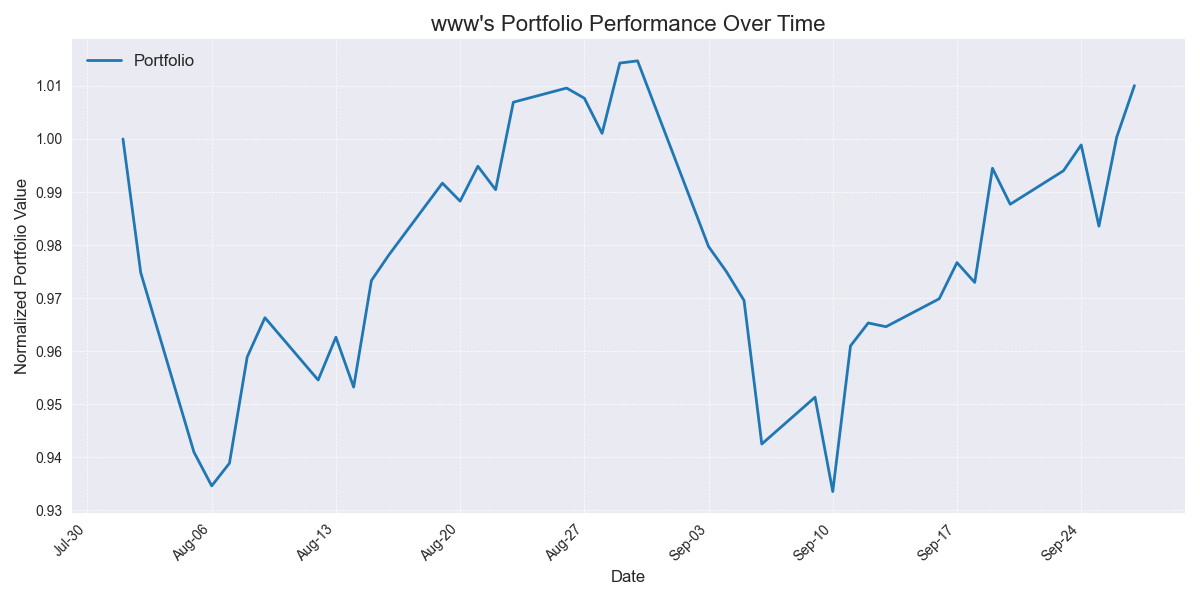 www's Portfolio Performance Over Time
Portfolio
Normalized Portfolio Value
1.01
1.00
0.99
0.98
0.97
0.96
0.95
0.94
0.93
Jul-30
Aug-06
Aug-13
Aug-20
Aug-27
Sep-03
Sep-10
Sep-17
Sep-24
Date